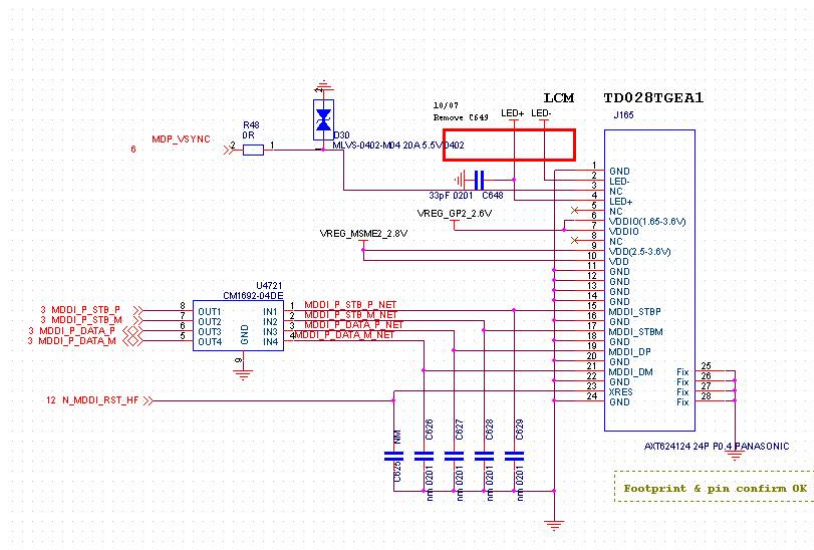 10/07
Remove C649
LCM
TD028TGEA1
J165
LED+
LED-
R48
0R
MDP_VSYNC
6
2
1
2
1
D30
MLVS-0402-M04 20A 5.5V 0402
33pF 0201 C648
VREG_GP2_2.6V
VREG_MSME2_2.8V
1 GND
2 LED-
3 NC
4 LED+
5 NC
6 VDDIO(1.65-3.6V)
7 VDDIO
8 NC
9 VDD(2.5-3.6V)
10 VDD
11 GND
12 GND
13 GND
14 GND
15 MDDI_STBP
16 GND
17 MDDI_STBM
18 GND
19 MDDI_DP
20 GND
21 MDDI_DM
22 GND
23 XRES
24 GND
Fix 25
Fix 26
Fix 27
Fix 28
U4721
CM1692-04DE
3 MDDI_P_STB_P
3 MDDI_P_STB_M
3 MDDI_P_DATA_P
3 MDDI_P_DATA_M
8 OUT1 IN1 1 MDDI_P_STB_P_NET
7 OUT2 IN2 2 MDDI_P_STB_M_NET
6 OUT3 IN3 3 MDDI_P_DATA_P_NET
5 OUT4 IN4 4 MDDI_P_DATA_M_NET
GND
9
12 N_MDDI_RST_HF
C625 NM
nm 0201 C626
nm 0201 C627
nm 0201 C628
nm 0201 C629
AXT624124 24P P0.4 PANASONIC
Footprint & pin confirm OK